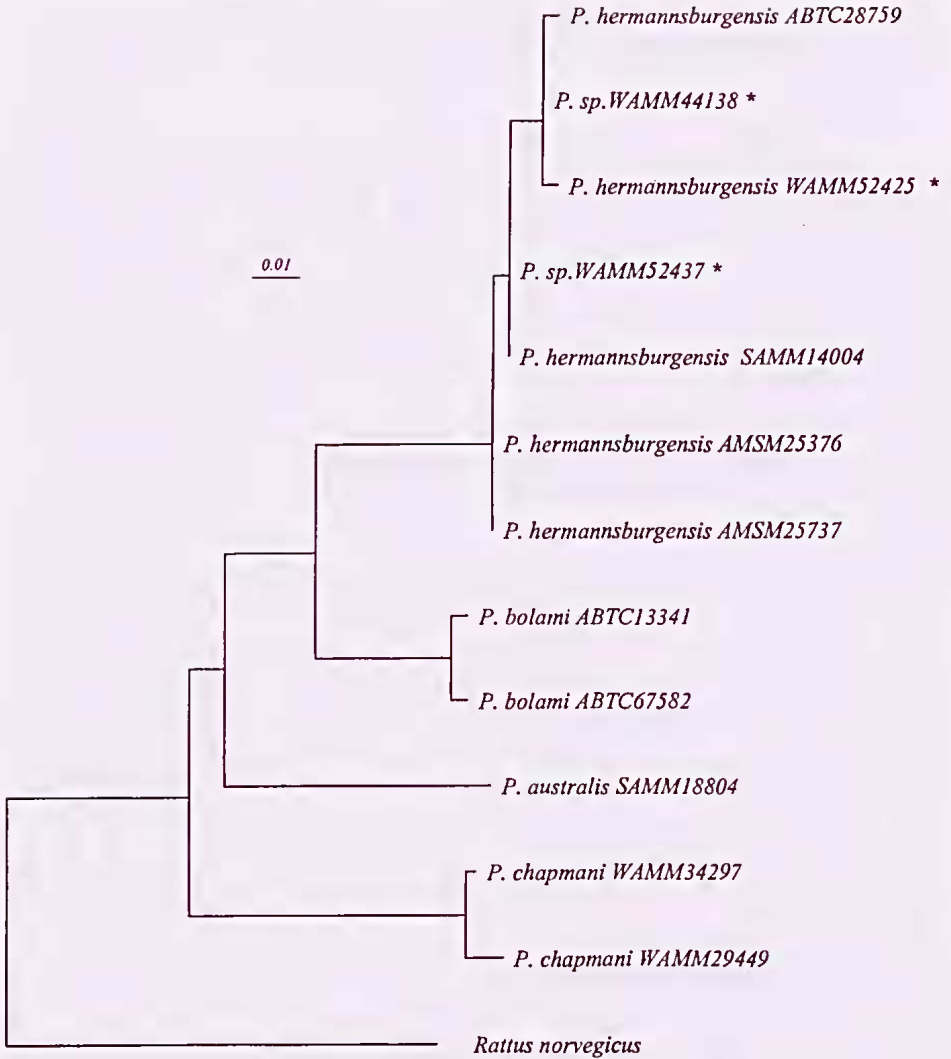 P. hermannsburgensis ABTC28759
P. sp.WAMM44138 *
P. hermannsburgensis WAMM52425 *
0.01
P. sp.WAMM52437 *
P. hermannsburgensis SAMM14004
P. hermannsburgensis AMSM25376
P. hermannsburgensis AMSM25737
P. bolami ABTC13341
P. bolami ABTC67582
P. australis SAMM18804
P. chapmani WAMM34297
P. chapmani WAMM29449
Rattus norvegicus